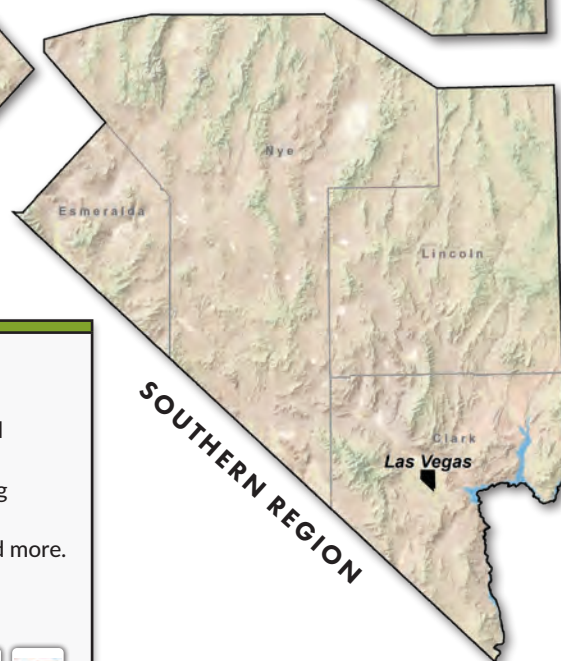 Nye
Esmeralda
Lincoln
Clark
Las Vegas
SOUTHERN REGION
more.